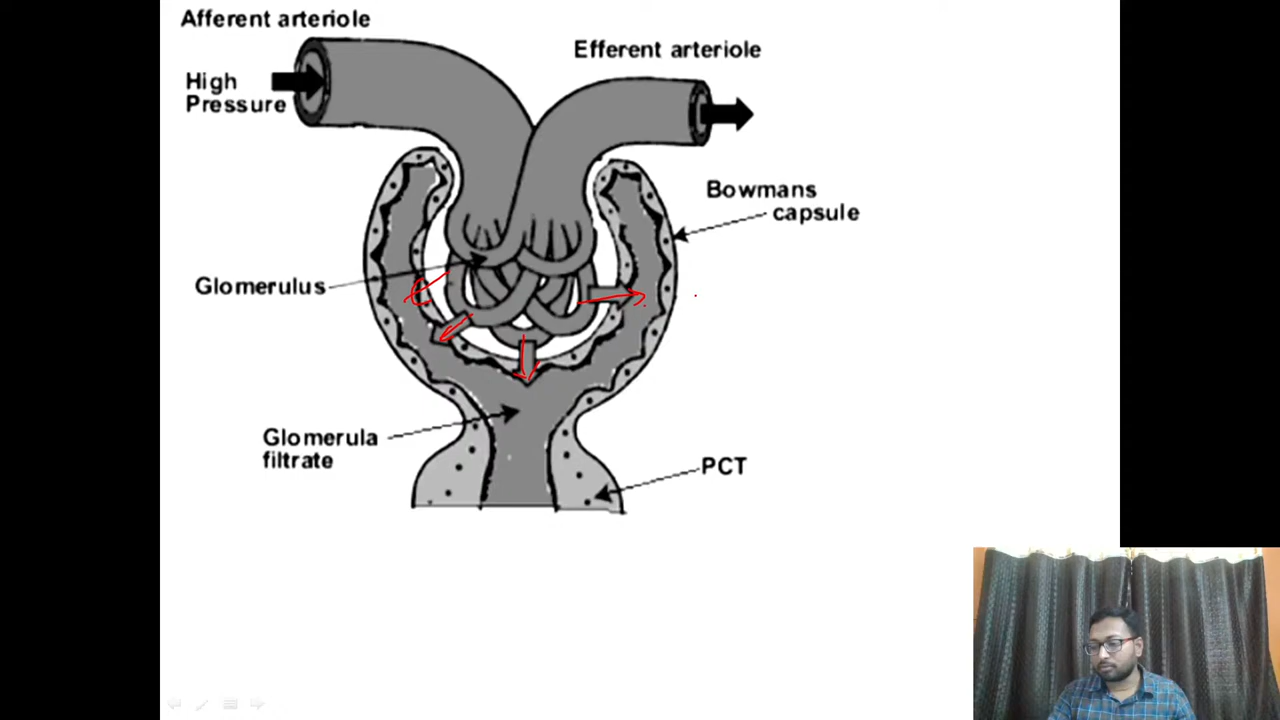 Afferent arteriole
Efferent arteriole
High
Pressure
Bowmans
capsule
Glomerulus
Glomerula
filtrate
PCT